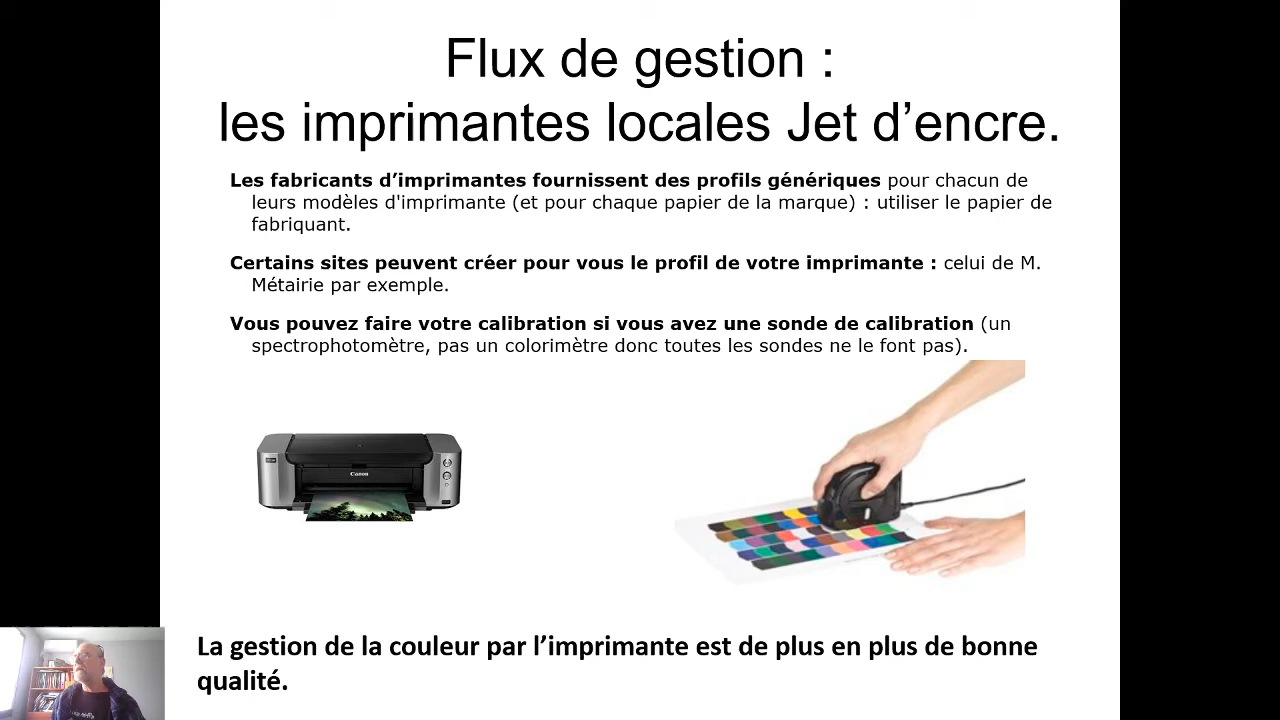 Flux de gestion :
les imprimantes locales Jet d’encre.
Les fabricants d’imprimantes fournissent des profils génériques pour chacun de
leurs modèles d'imprimante (et pour chaque papier de la marque) : utiliser le papier de
fabriquant.
Certains sites peuvent créer pour vous le profil de votre imprimante : celui de M.
Métairie par exemple.
Vous pouvez faire votre calibration si vous avez une sonde de calibration (un
spectrophotomètre, pas un colorimètre donc toutes les sondes ne le font pas).
Canon
La gestion de la couleur par l’imprimante est de plus en plus de bonne
qualité.